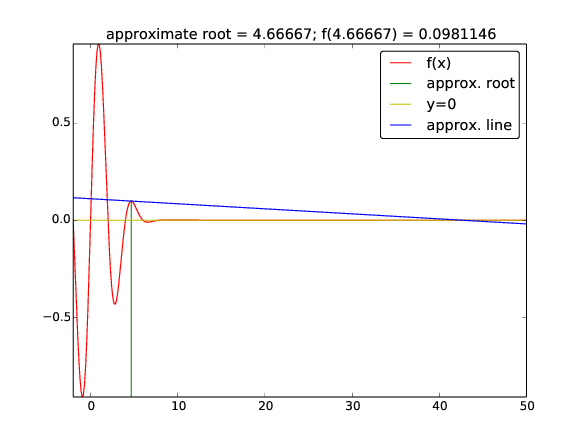 approximate root = 4.66667; f(4.66667) = 0.0981146
f(x)
approx. root
y=0
approx. line
0.5
0.0
−0.5
0 10 20 30 40 50